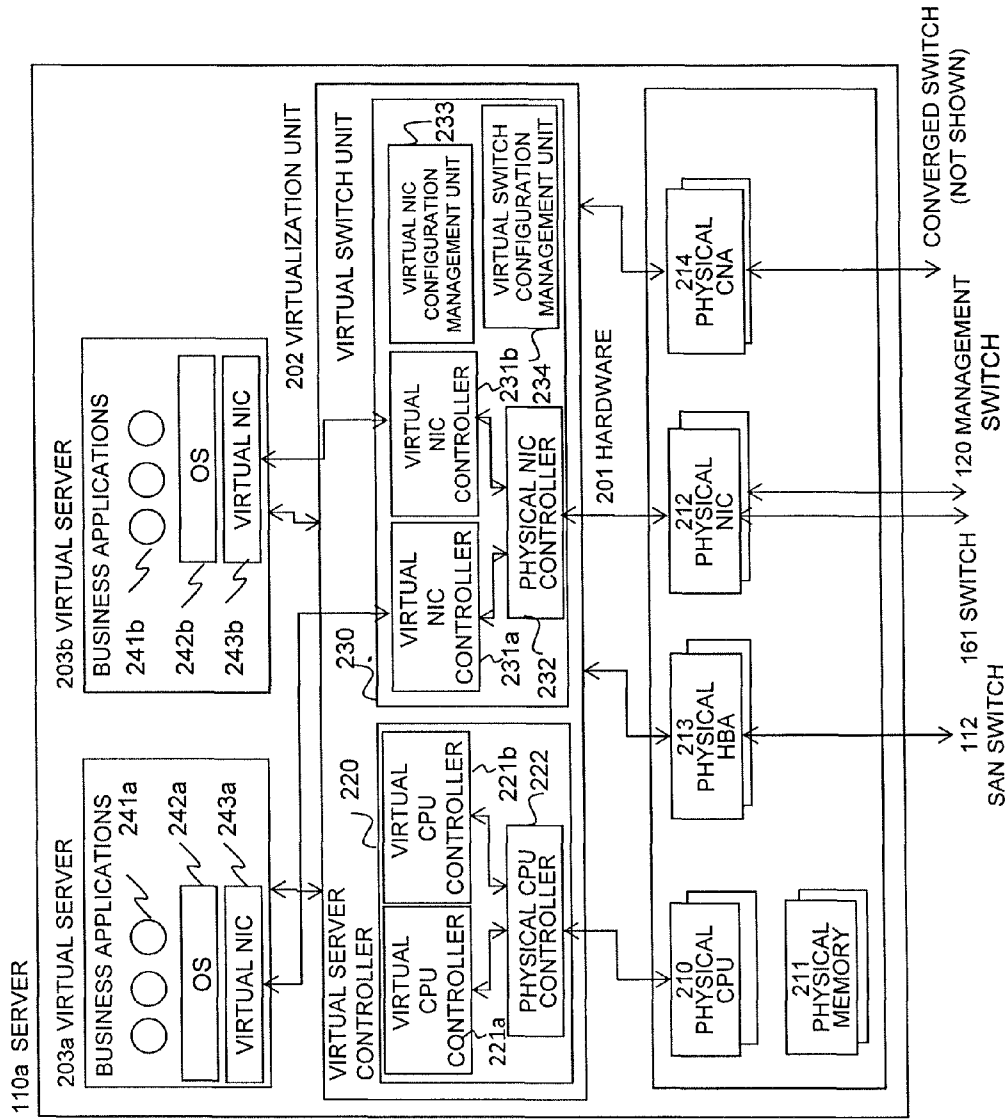 110a SERVER
203a VIRTUAL SERVER
BUSINESS APPLICATIONS
241a
OS
242a
VIRTUAL NIC
243a
203b VIRTUAL SERVER
BUSINESS APPLICATIONS
241b
OS
242b
VIRTUAL NIC
243b
202 VIRTUALIZATION UNIT
VIRTUAL SERVER
CONTROLLER
220
VIRTUAL
CPU
CONTROLLER
221a
VIRTUAL
CPU
CONTROLLER
221b
PHYSICAL CPU
CONTROLLER
222
VIRTUAL SWITCH UNIT
230
VIRTUAL
NIC
CONTROLLER
231a
VIRTUAL
NIC
CONTROLLER
231b
PHYSICAL NIC
CONTROLLER
232
VIRTUAL NIC
CONFIGURATION
MANAGEMENT UNIT
233
VIRTUAL SWITCH
CONFIGURATION
MANAGEMENT UNIT
234
201 HARDWARE
210
PHYSICAL
CPU
211
PHYSICAL
MEMORY
213
PHYSICAL
HBA
212
PHYSICAL
NIC
214
PHYSICAL
CNA
112
SAN SWITCH
161 SWITCH
120 MANAGEMENT
SWITCH
CONVERGED SWITCH
(NOT SHOWN)